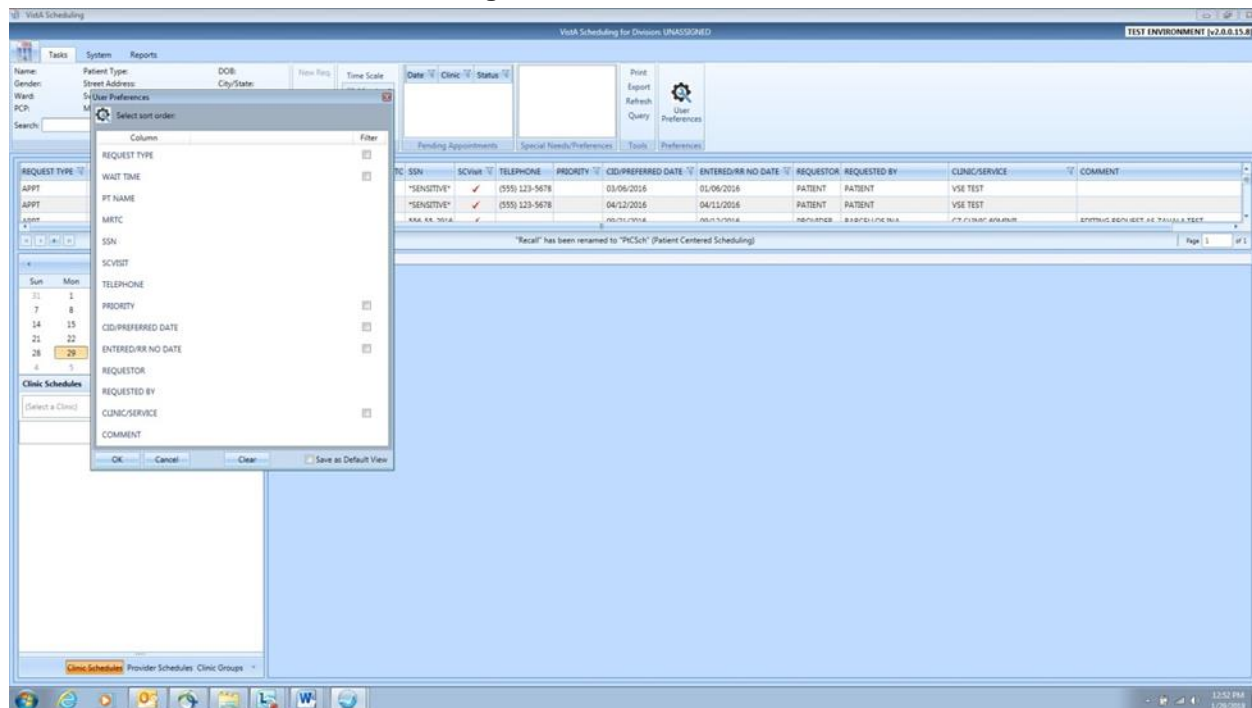 VistA Scheduling
VistA Scheduling for Division: UNASSIGNED
TEST ENVIRONMENT [v2.0.0.15.8]
Tasks System Reports
Name: Patient Type: DOB: New Req Time Scale Date Clinic Status Print
Gender: Street Address: City/State: Export
Ward: Refresh User
PCP: Query Preferences
Search:
Pending Appointments Special Needs/Preferences Tools Preferences
User Preferences
Select sort order:
Column Filter
REQUEST TYPE
WAIT TIME
PT NAME
MRTC
SSN
SCVISIT
TELEPHONE
PRIORITY
CID/PREFERRED DATE
ENTERED/RR NO DATE
REQUESTOR
REQUESTED BY
CLINIC/SERVICE
COMMENT
OK Cancel Clear Save as Default View
REQUEST TYPE TC SSN SCVisit TELEPHONE PRIORITY CID/PREFERRED DATE ENTERED/RR NO DATE REQUESTOR REQUESTED BY CLINIC/SERVICE COMMENT
APPT *SENSITIVE* (555) 123-5678 03/06/2016 01/06/2016 PATIENT PATIENT VSE TEST
APPT *SENSITIVE* (555) 123-5678 04/12/2016 04/11/2016 PATIENT PATIENT VSE TEST
"Recall" has been renamed to "PtCSch" (Patient Centered Scheduling)
Page 1 of 1
Sun Mon
31 1
7 8
14 15
21 22
28 29
4 5
Clinic Schedules
(Select a Clinic)
Clinic Schedules Provider Schedules Clinic Groups
12:52 PM